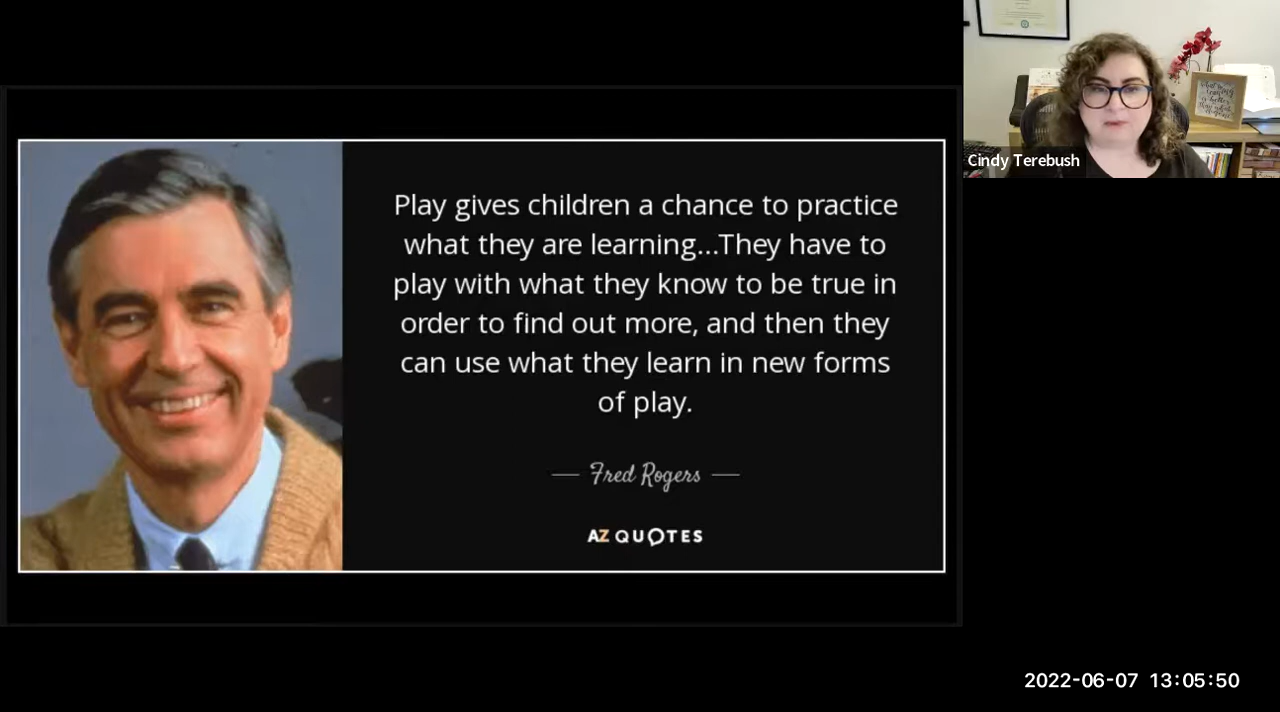 Play gives children a chance to practice
what they are learning...They have to
play with what they know to be true in
order to find out more, and then they
can use what they learn in new forms
of play.
Fred Rogers
AZ QUOTES
Cindy Terebush
2022-06-07 13:05:50